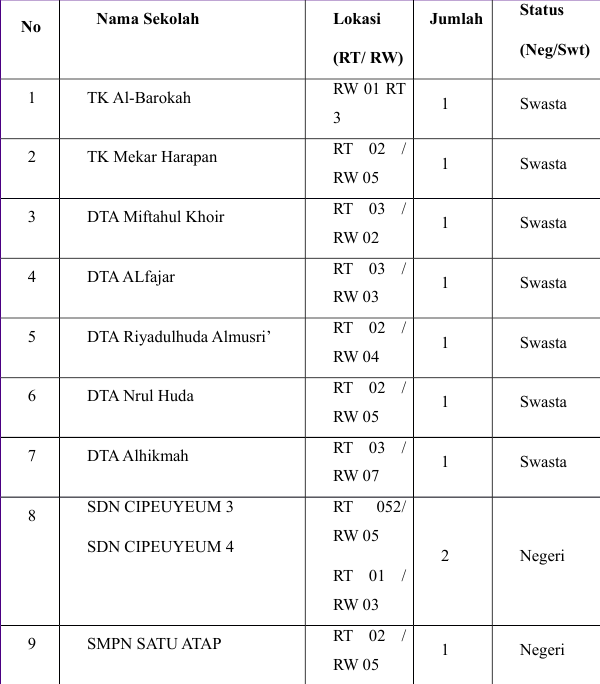 No Nama Sekolah Lokasi (RT/ RW) Jumlah Status (Neg/Swt)
1 TK Al-Barokah RW 01 RT 3 1 Swasta
2 TK Mekar Harapan RT 02 / RW 05 1 Swasta
3 DTA Miftahul Khoir RT 03 / RW 02 1 Swasta
4 DTA ALfajar RT 03 / RW 03 1 Swasta
5 DTA Riyadulhuda Almusri’ RT 02 / RW 04 1 Swasta
6 DTA Nrul Huda RT 02 / RW 05 1 Swasta
7 DTA Alhikmah RT 03 / RW 07 1 Swasta
8 SDN CIPEUYEUM 3 RT 052/ RW 05 2 Negeri
SDN CIPEUYEUM 4 RT 01 / RW 03
9 SMPN SATU ATAP RT 02 / RW 05 1 Negeri